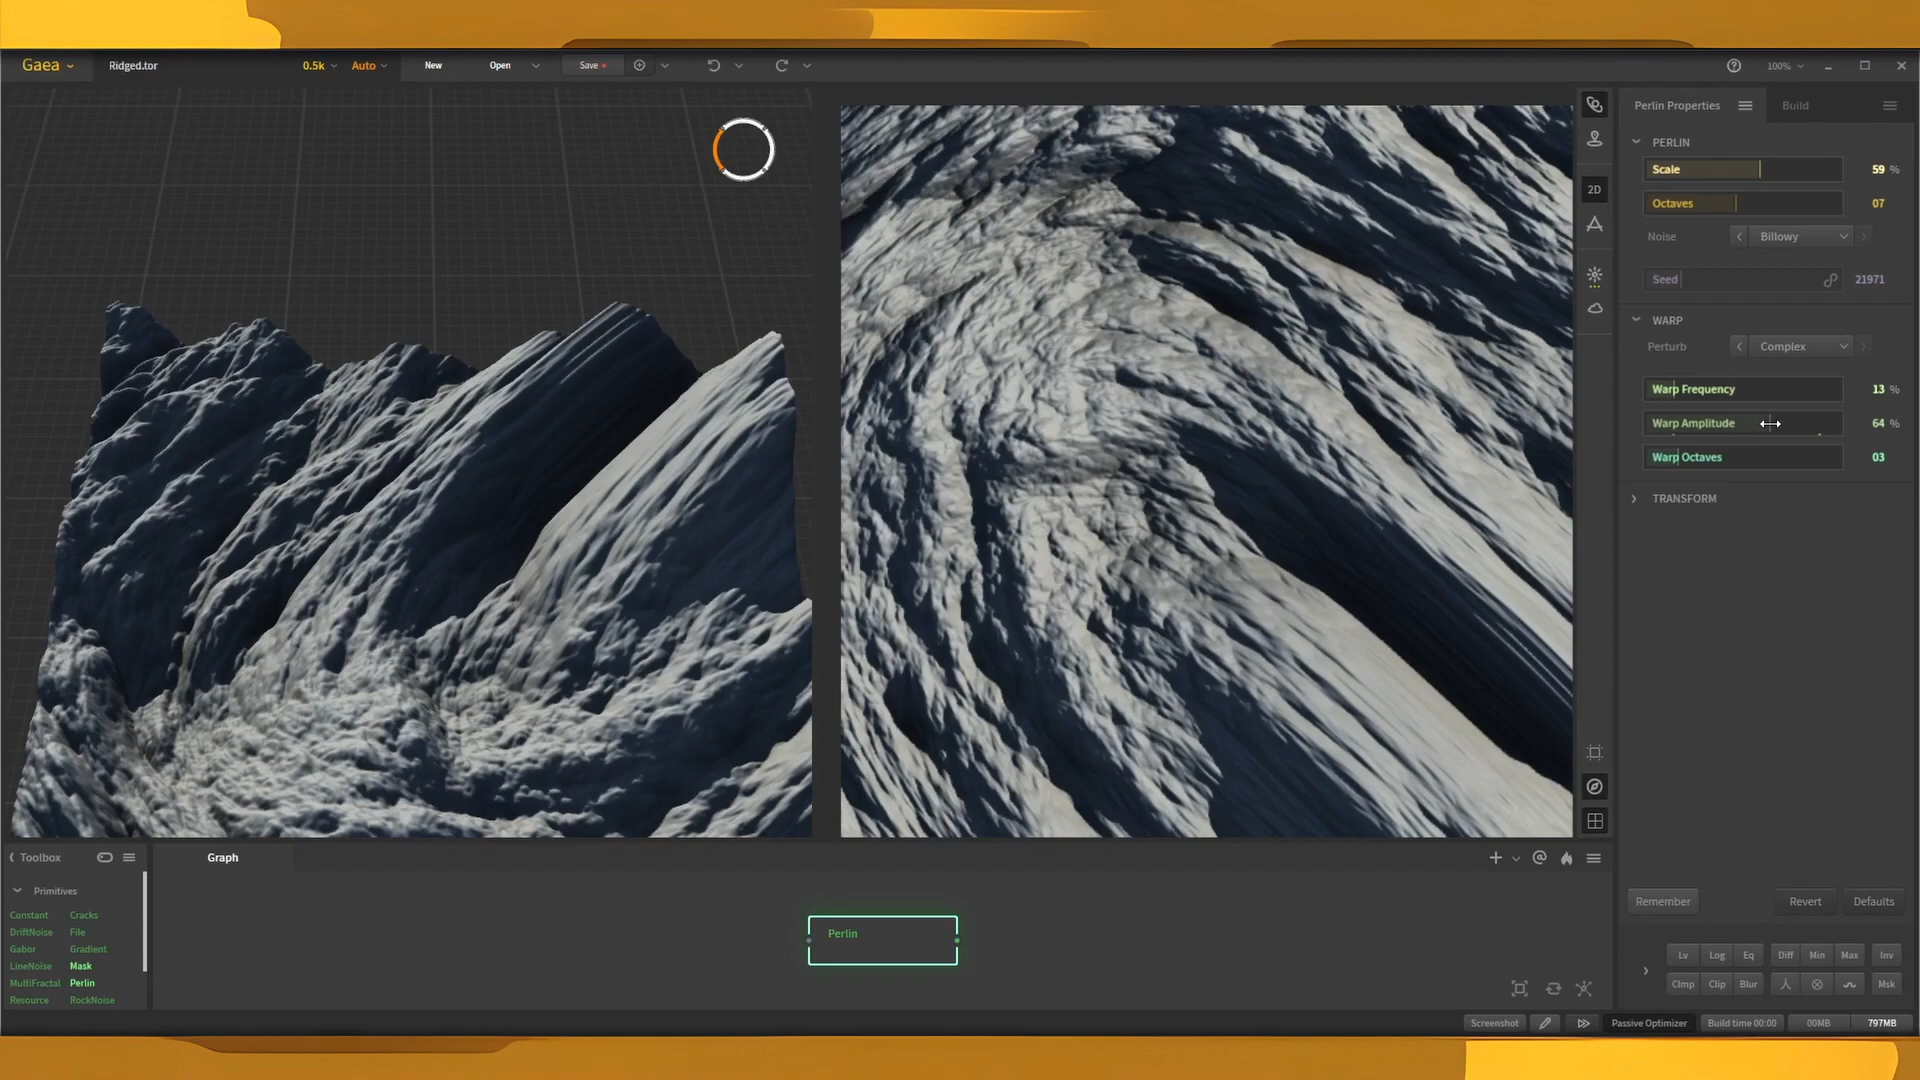 Gaea
Ridged.tor
0.5k
Auto
New
Open
Save
100%
Perlin Properties
Build
PERLIN
Scale 59 %
Octaves 07
Noise Billowy
Seed 21971
WARP
Perturb Complex
Warp Frequency 13 %
Warp Amplitude 64 %
Warp Octaves 03
TRANSFORM
2D
Remember Revert Defaults
Lv Log Eq Diff Min Max Inv
Clmp Clip Blur Msk
Toolbox
Graph
Primitives
Constant Cracks
DriftNoise File
Gabor Gradient
LineNoise Mask
MultiFractal Perlin
Resource RockNoise
Perlin
Screenshot
Passive Optimizer
Build time 00:00
00MB
797MB